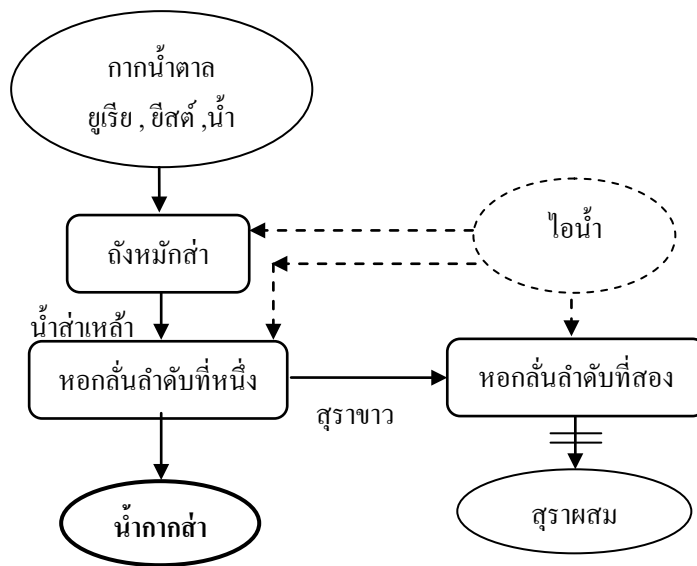 กากน้ำตาล
ยูเรีย , ยีสต์ ,น้ำ
ไอน้ำ
ถังหมักส่า
น้ำส่าเหล้า
หอกลั่นลำดับที่หนึ่ง
หอกลั่นลำดับที่สอง
สุราขาว
น้ำกากส่า
สุราผสม